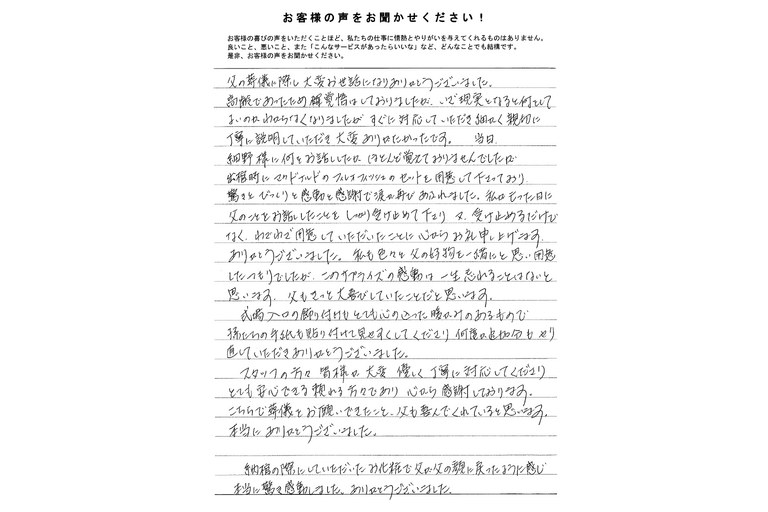 お客様の声をお聞かせください！
お客様の喜びの声をいただくことほど、私たちの仕事に情熱とやりがいを与えてくれるものはありません。
良いこと、悪いこと、また「こんなサービスがあったらいいな」など、どんなことでも結構です。
是非、お客様の声をお聞かせください。
父の葬儀に際し大変お世話になりありがとうございました。
高齢であったため覚悟はしておりましたが、いざ現実となると何をして
よいのかわからなくなりましたが すぐに対応していただき細かく親切に
丁寧に説明していただき大変ありがたかったです。 当日、
細野様に何をお話ししたか ほとんど覚えておりませんでしたが
出棺時に マクドナルドのフィレオフィッシュのセットを用意して下さっており
驚きと びっくりと感動と感謝で涙が再びあふれました。私がもった日に
父のことをお話ししたことを しっかり受け止めて下さり 又、受け止めるだけで
なく、わざわざ用意していただいたことに心からお礼申し上げます。
ありがとうございました。私も色々と父の好物を一緒にと思い用意
したつもりでしたが、このサプライズの感動は一生忘れることはないと
思います。父もきっと大喜びしていたことだと思います。
式場入口の飾り付けもとても心の込った暖かみのあるもので
孫たちの手紙も貼り付けて見やすくしてくださり 何度の追加分もやり
直していただきありがとうございました。
スタッフの方々 皆様が大変 優しく 丁寧に対応してくださり
とても安心できる頼れる方々であり 心から感謝しております。
こちらで葬儀をお願いできたこと、父も喜んでくれていると思います。
本当に ありがとうございました。
納棺の際にしていただいた お化粧で父が父の顔に戻ったように感じ
本当に驚き感動しました。ありがとうございました。